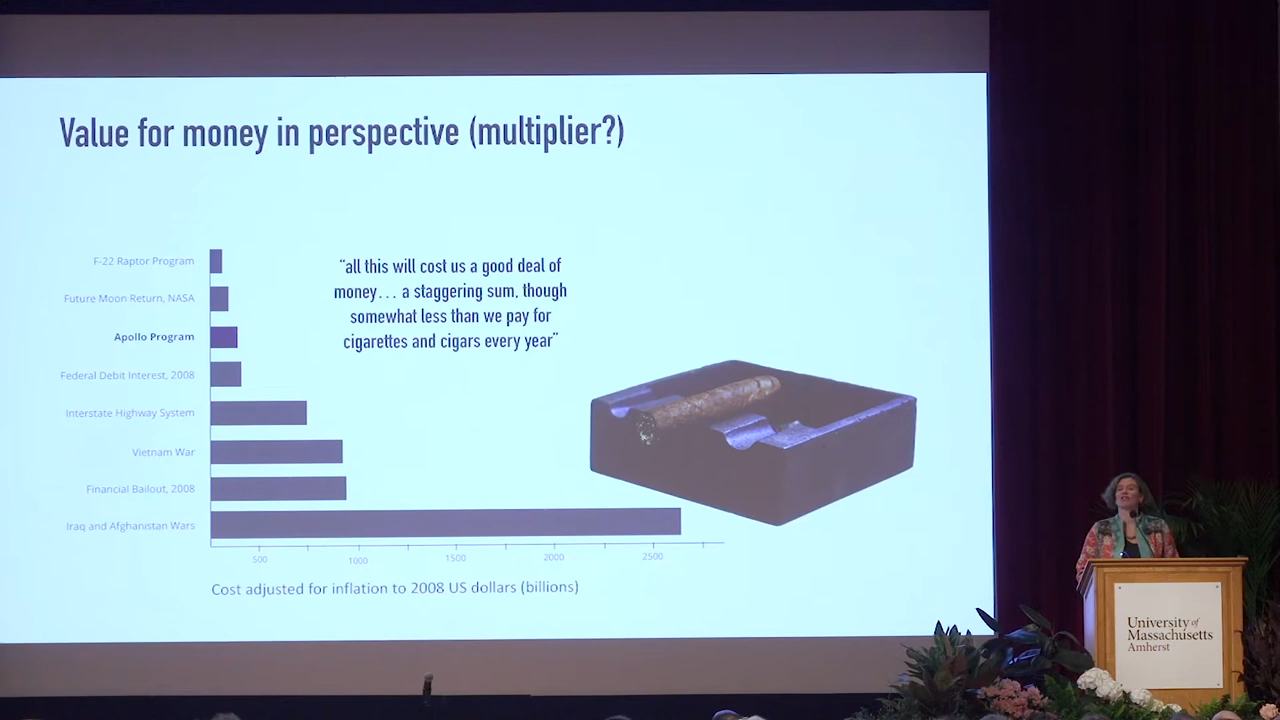 Value for money in perspective (multiplier?)
F-22 Raptor Program
Future Moon Return, NASA
Apollo Program
Federal Debit Interest, 2008
Interstate Highway System
Vietnam War
Financial Bailout, 2008
Iraq and Afghanistan Wars
500 1000 1500 2000 2500
Cost adjusted for inflation to 2008 US dollars (billions)
“all this will cost us a good deal of
money... a staggering sum, though
somewhat less than we pay for
cigarettes and cigars every year”
University of
Massachusetts
Amherst